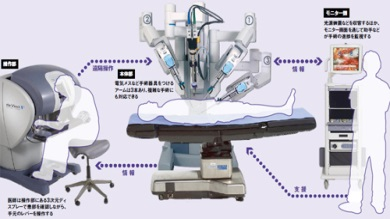 モニター部
光源装置などを収容するほか、
モニター画面を通して助手など
が手術の進捗を監視する
操作部
遠隔操作
本体部
電気メスなど手術器具をつける
アームは3本あり、複雑な手術に
も対応できる
①
②
③
情報
情報
支援
医師は操作部にある3次元ディ
スプレーで患部を確認しながら、
手元のレバーを操作する